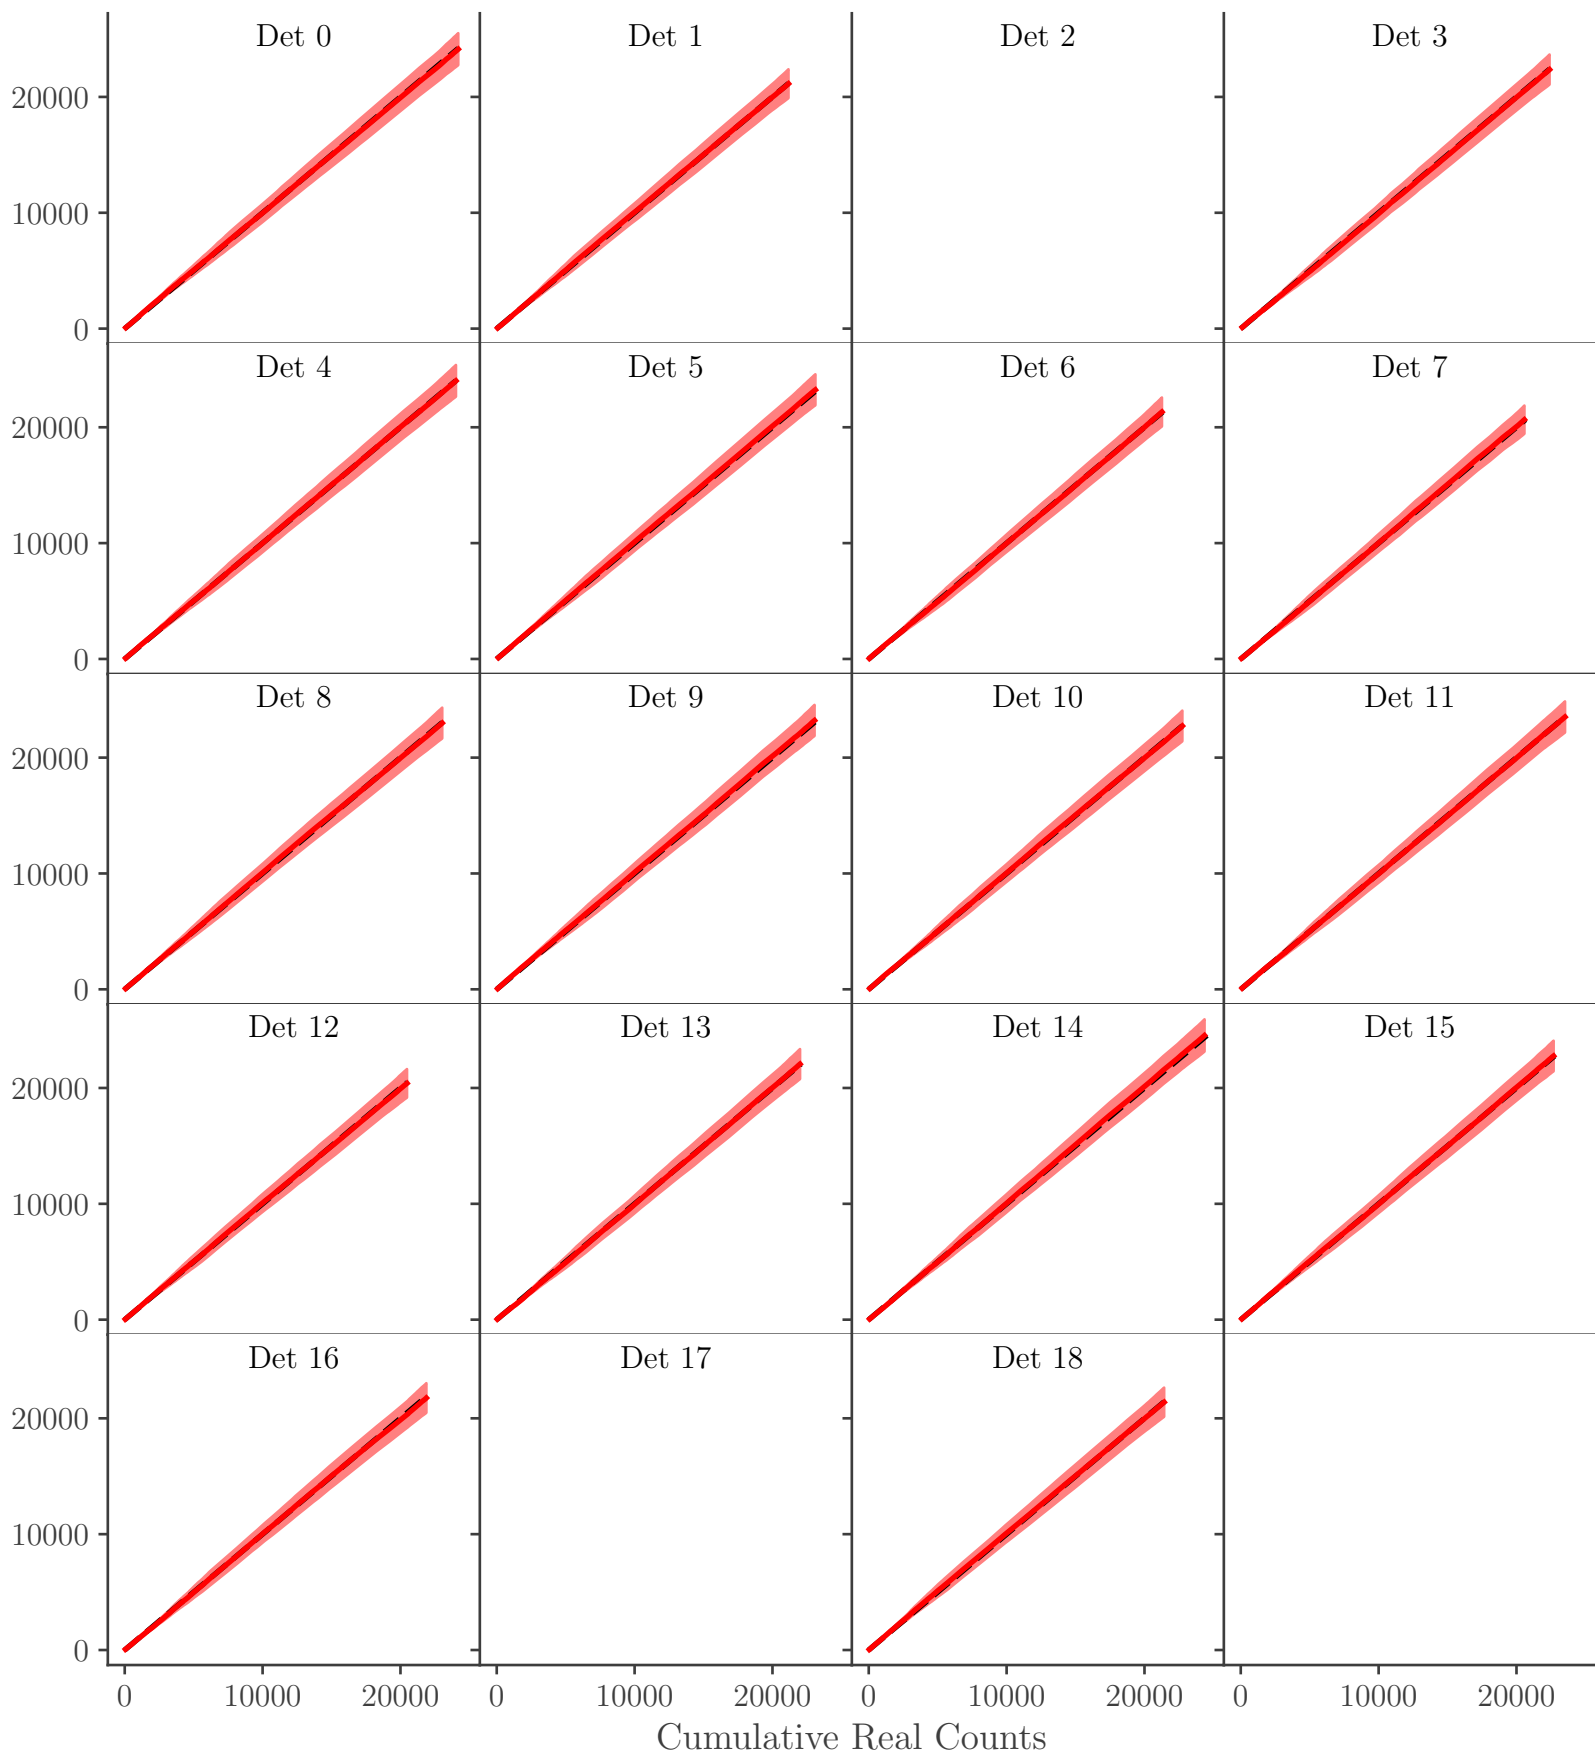 Det 0 Det 1 Det 2 Det 3
20000
10000
0
Det 4 Det 5 Det 6 Det 7
20000
10000
0
Det 8 Det 9 Det 10 Det 11
20000
10000
0
Det 12 Det 13 Det 14 Det 15
20000
10000
0
Det 16 Det 17 Det 18
20000
10000
0
0 10000 20000 0 10000 20000 0 10000 20000 0 10000 20000
Cumulative Real Counts